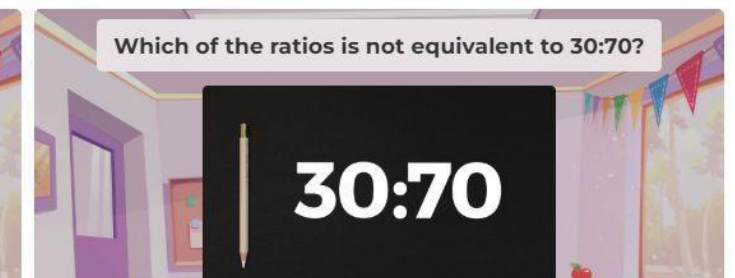 Which of the ratios is not equivalent to 30:70?
30:70